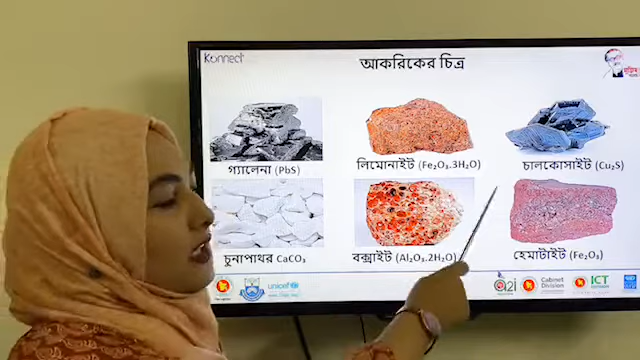 Konnect
আকরিকের চিত্র
গ্যালেনা (PbS)
লিমোনাইট (Fe₂O₃.3H₂O)
চালকোসাইট (Cu₂S)
চুনাপাথর CaCO₃
বক্সাইট (Al₂O₃.2H₂O)
হেমাটাইট (Fe₂O₃)
unicef
a2i
Cabinet
Division
ICT